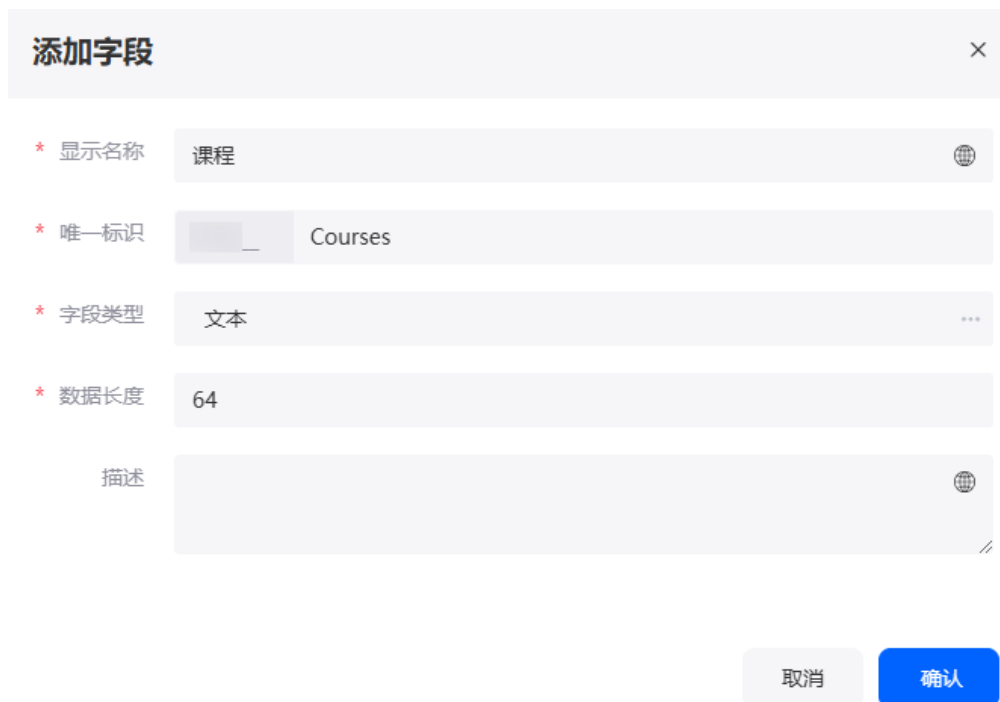 添加字段
* 显示名称 课程
* 唯一标识 _ Courses
* 字段类型 文本 ...
* 数据长度 64
描述
取消 确认